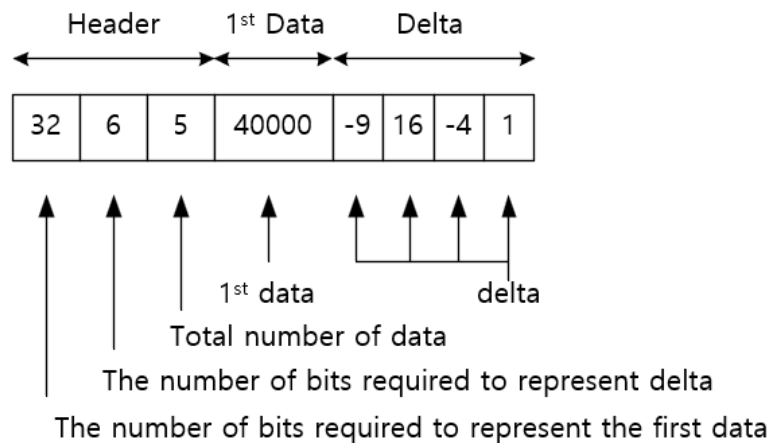 Header 1st Data Delta
32 6 5 40000 -9 16 -4 1
1st data delta
Total number of data
The number of bits required to represent delta
The number of bits required to represent the first data